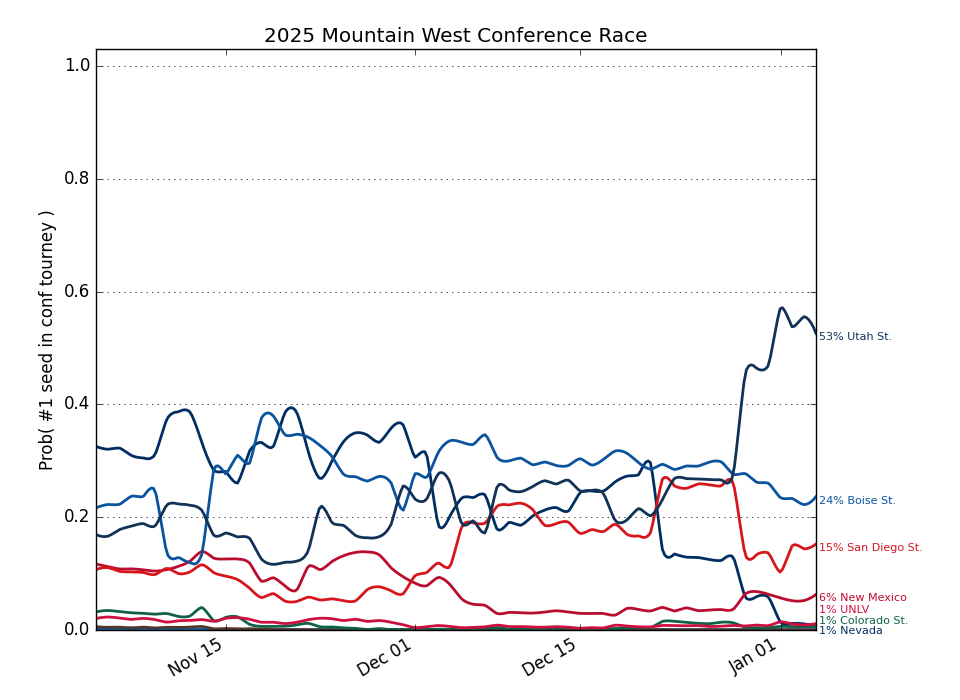 2025 Mountain West Conference Race
Prob( #1 seed in conf tourney )
1.0
0.8
0.6
0.4
0.2
0.0
Nov 15
Dec 01
Dec 15
Jan 01
53% Utah St.
24% Boise St.
15% San Diego St.
6% New Mexico
1% UNLV
1% Colorado St.
1% Nevada